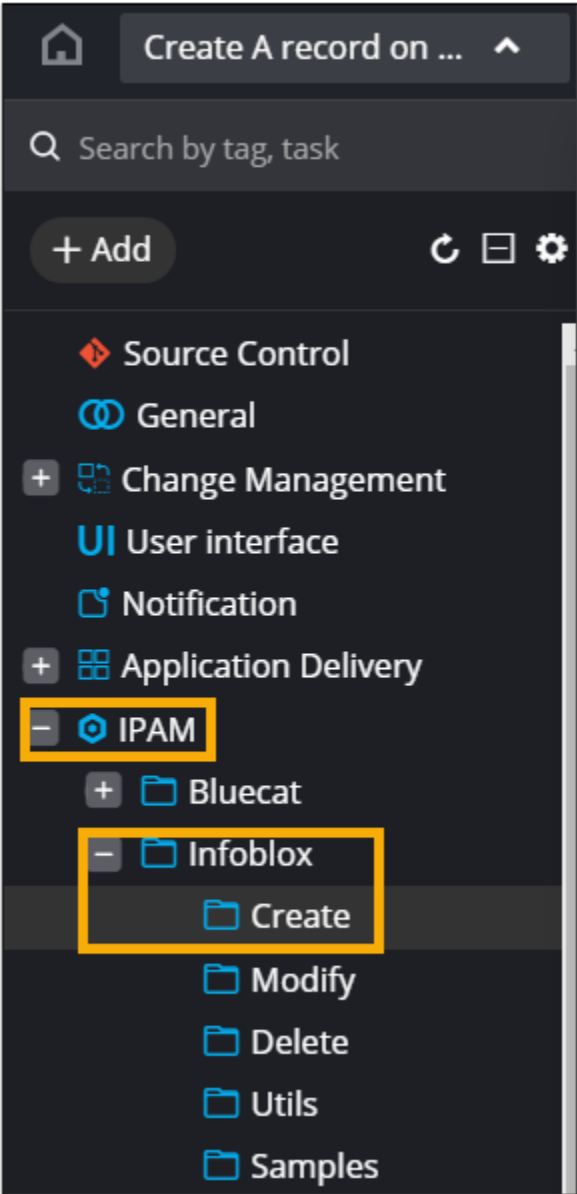 Create A record on ...
Search by tag, task
+ Add
Source Control
General
Change Management
UI User interface
Notification
Application Delivery
IPAM
Bluecat
Infoblox
Create
Modify
Delete
Utils
Samples